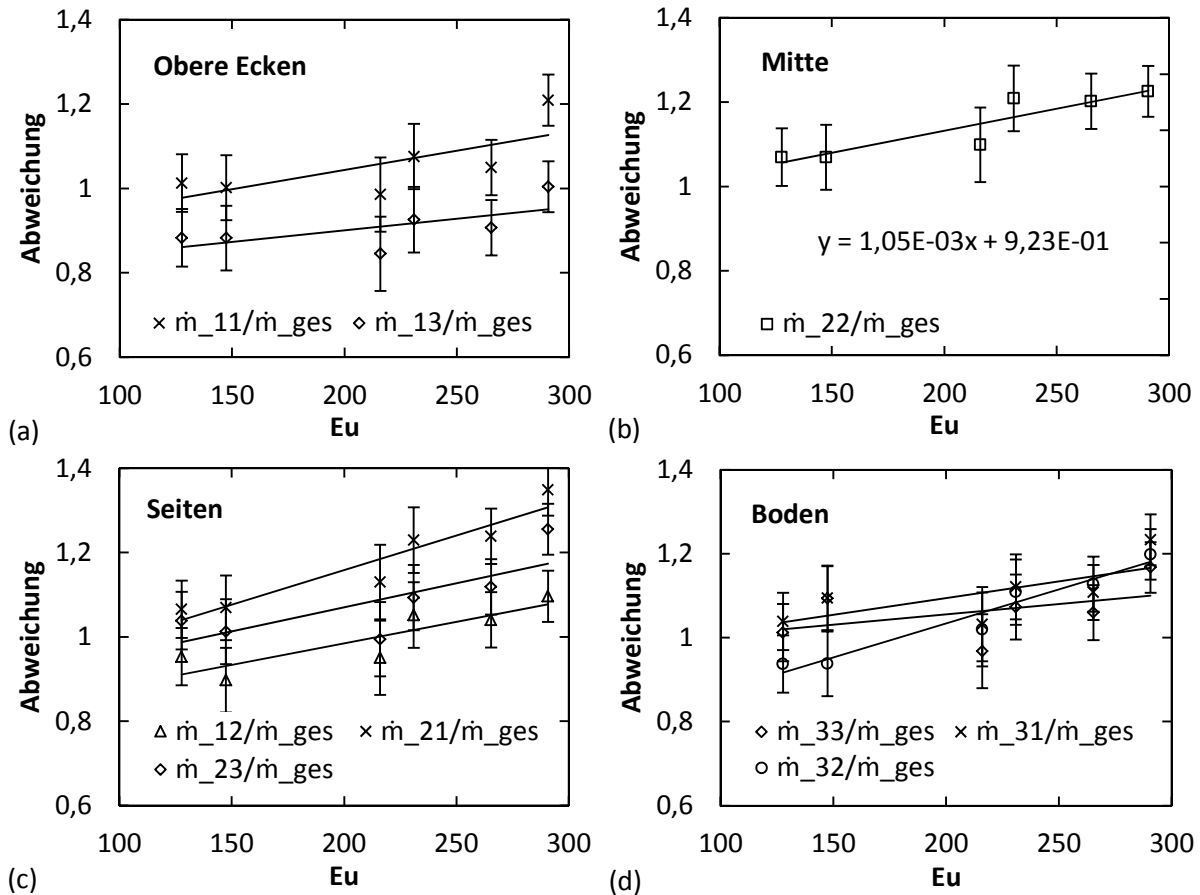 1,4
1,2
1
0,8
0,6
Abweichung
Obere Ecken
ṁ_11/ṁ_ges ṁ_13/ṁ_ges
100 150 200 250 300
Eu
(a)
1,4
1,2
1
0,8
0,6
Abweichung
Mitte
y = 1,05E-03x + 9,23E-01
ṁ_22/ṁ_ges
100 150 200 250 300
Eu
(b)
1,4
1,2
1
0,8
0,6
Abweichung
Seiten
ṁ_12/ṁ_ges ṁ_21/ṁ_ges
ṁ_23/ṁ_ges
100 150 200 250 300
Eu
(c)
1,4
1,2
1
0,8
0,6
Abweichung
Boden
ṁ_33/ṁ_ges ṁ_31/ṁ_ges
ṁ_32/ṁ_ges
100 150 200 250 300
Eu
(d)